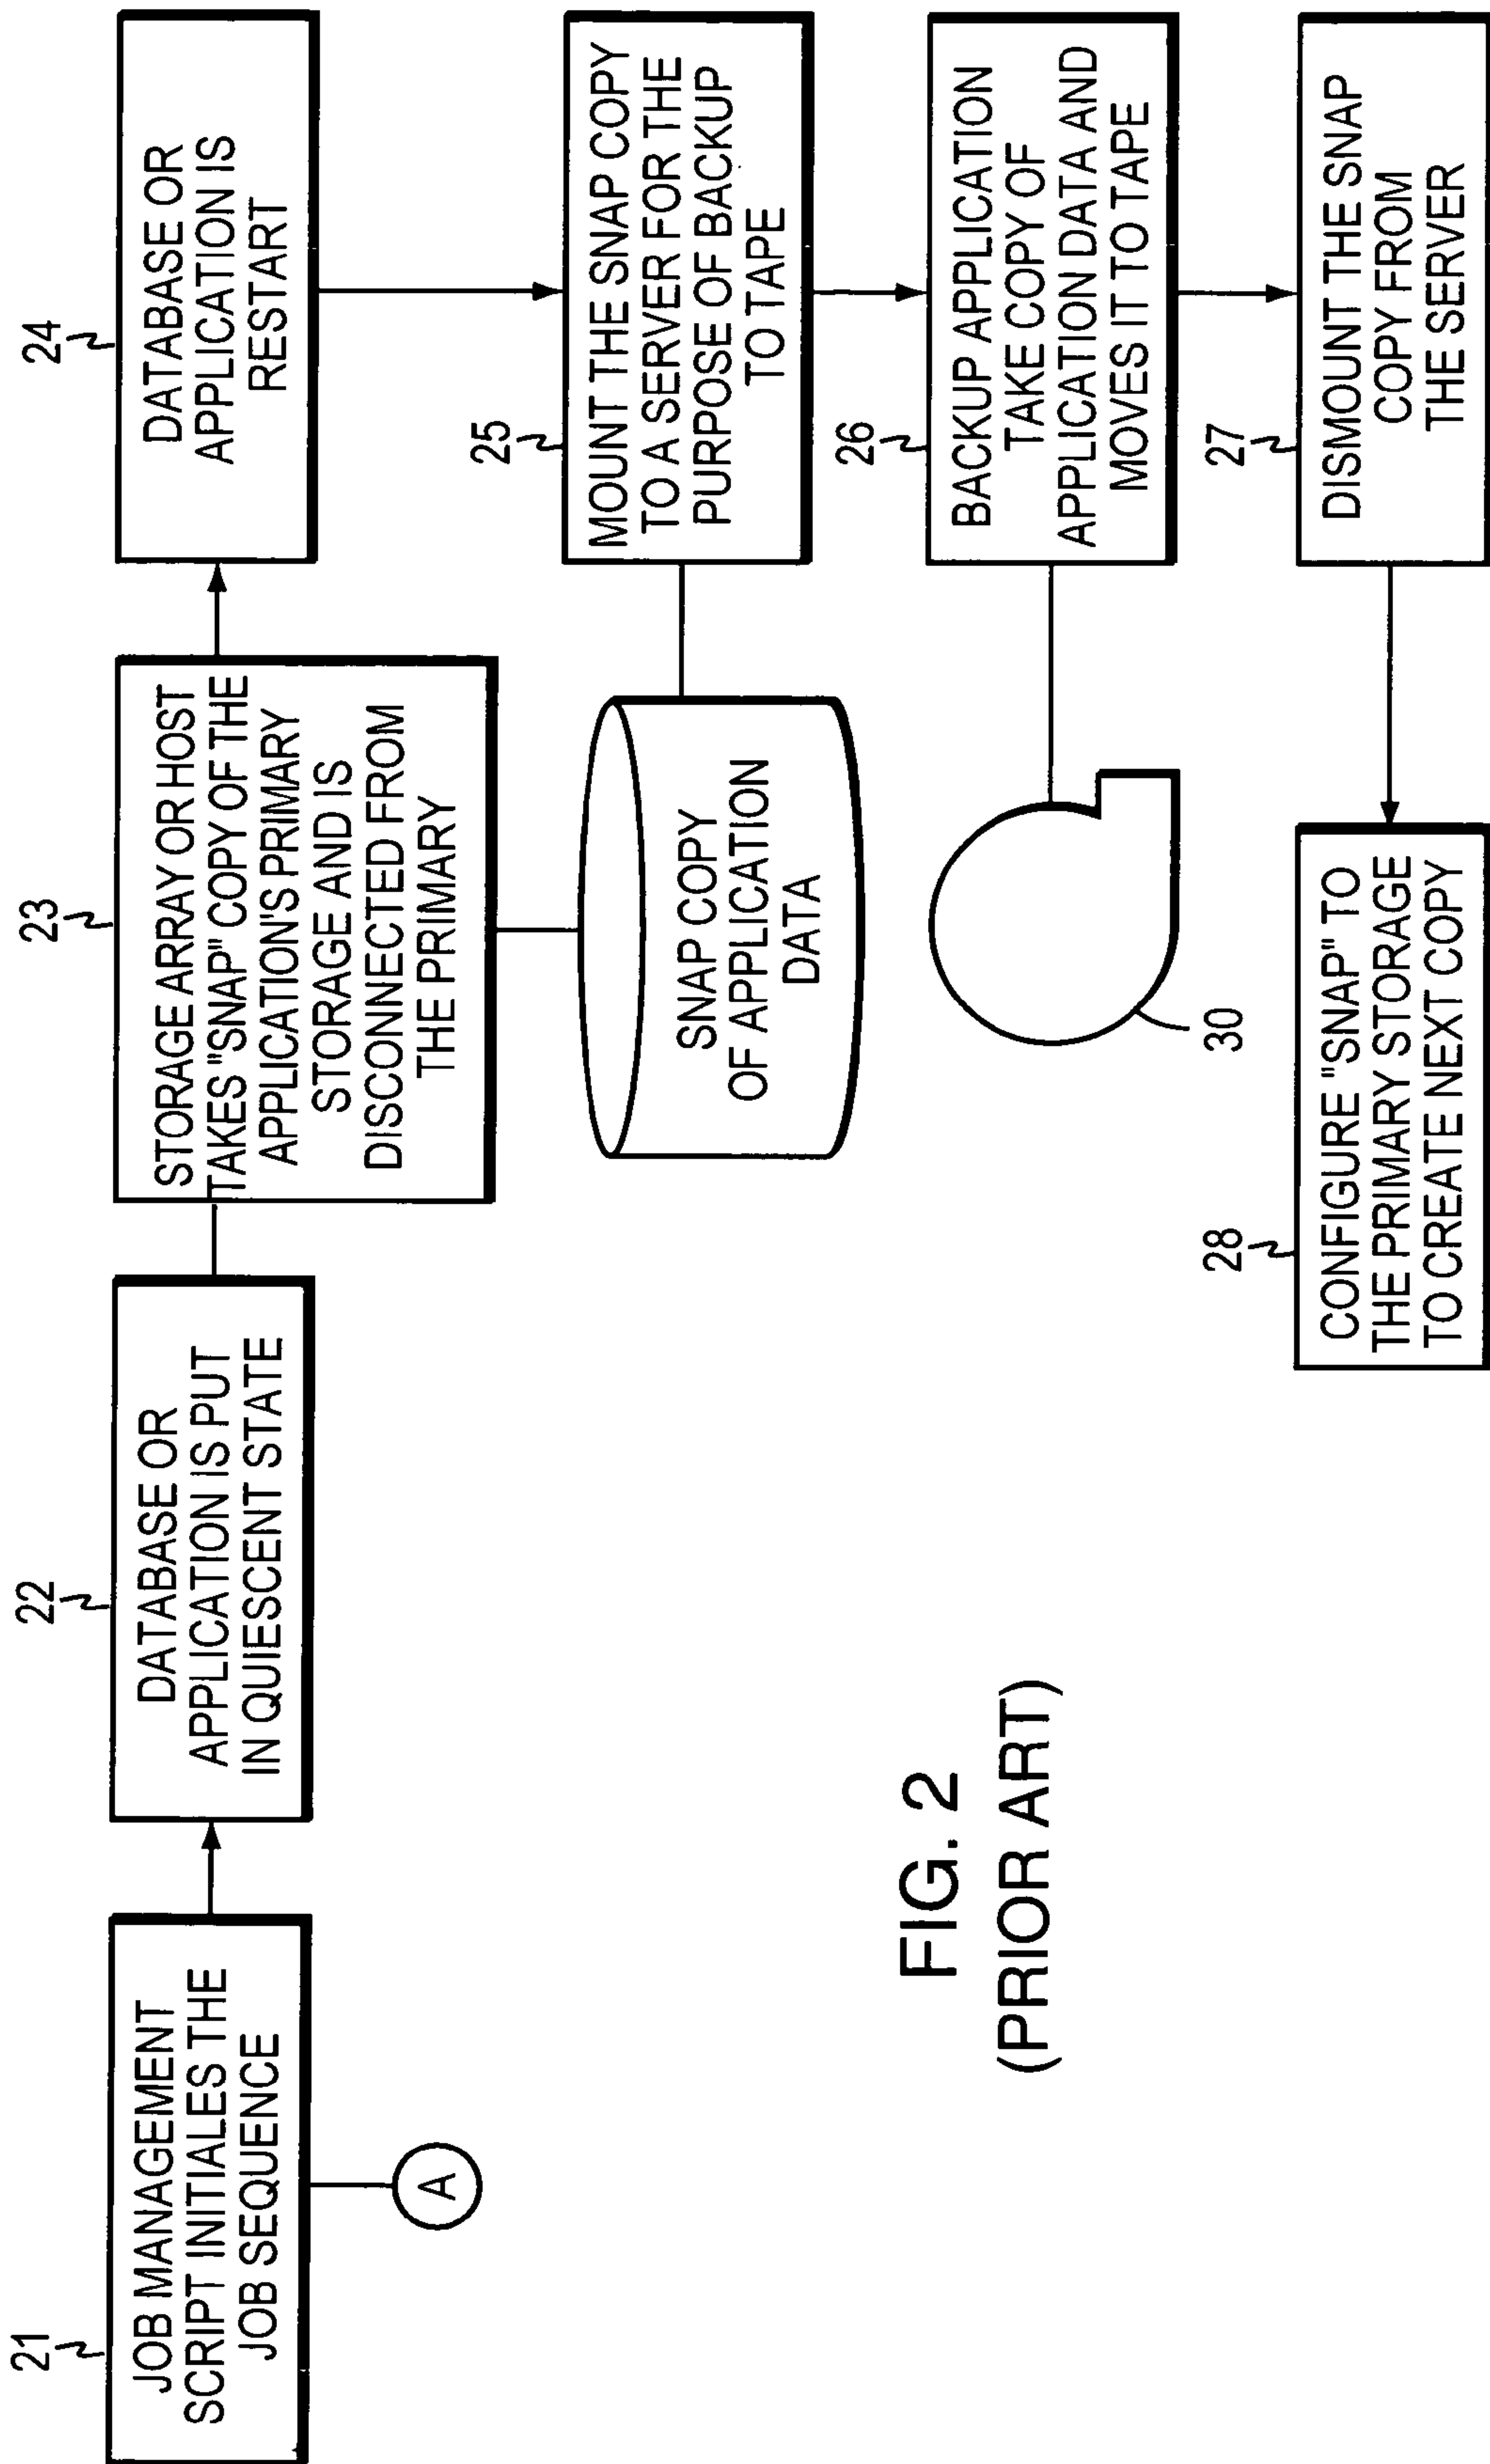 21
JOB MANAGEMENT
SCRIPT INITIALES THE
JOB SEQUENCE
A
22
DATABASE OR
APPLICATION IS PUT
IN QUIESCENT STATE
23
STORAGE ARRAY OR HOST
TAKES "SNAP" COPY OF THE
APPLICATION'S PRIMARY
STORAGE AND IS
DISCONNECTED FROM
THE PRIMARY
SNAP COPY
OF APPLICATION
DATA
24
DATABASE OR
APPLICATION IS
RESTART
25
MOUNT THE SNAP COPY
TO A SERVER FOR THE
PURPOSE OF BACKUP
TO TAPE
26
BACKUP APPLICATION
TAKE COPY OF
APPLICATION DATA AND
MOVES IT TO TAPE
30
27
DISMOUNT THE SNAP
COPY FROM
THE SERVER
28
CONFIGURE "SNAP" TO
THE PRIMARY STORAGE
TO CREATE NEXT COPY
FIG. 2
(PRIOR ART)